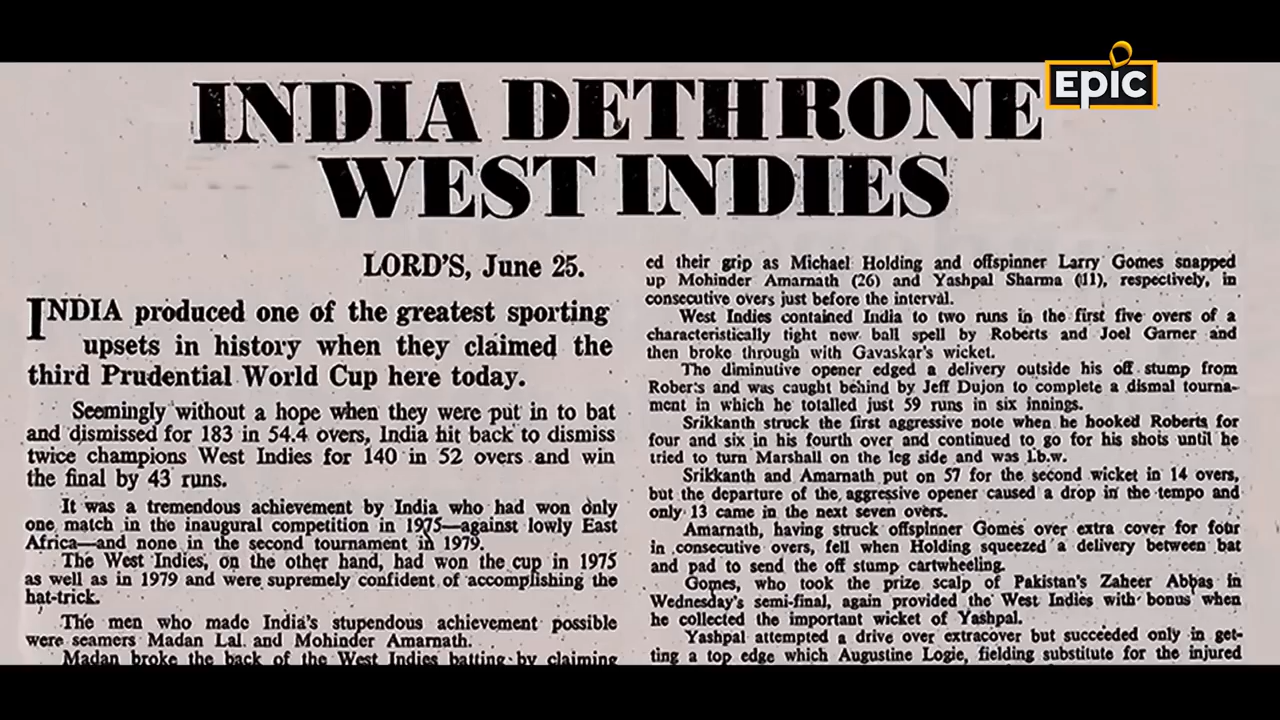 EPIC
INDIA DETHRONE
WEST INDIES
LORD'S, June 25.
INDIA produced one of the greatest sporting
upsets in history when they claimed the
third Prudential World Cup here today.
Seemingly without a hope when they were put in to bat
and dismissed for 183 in 54.4 overs, India hit back to dismiss
twice champions West Indies for 140 in 52 overs and win
the final by 43 runs.
It was a tremendous achievement by India who had won only
one match in the inaugural competition in 1975—against lowly East
Africa—and none in the second tournament in 1979.
The West Indies, on the other hand, had won the cup in 1975
as well as in 1979 and were supremely confident of accomplishing the
hat-trick.
The men who made India's stupendous achievement possible
were seamers Madan Lal and Mohinder Amarnath.
Madan broke the back of the West Indies batting by claiming
ed their grip as Michael Holding and offspinner Larry Gomes snapped
up Mohinder Amarnath (26) and Yashpal Sharma (11), respectively, in
consecutive overs just before the interval.
West Indies contained India to two runs in the first five overs of a
characteristically tight new ball spell by Roberts and Joel Garner and
then broke through with Gavaskar's wicket.
The diminutive opener edged a delivery outside his off stump from
Roberts and was caught behind by Jeff Dujon to complete a dismal tourna-
ment in which he totalled just 59 runs in six innings.
Srikkanth struck the first aggressive note when he hooked Roberts for
four and six in his fourth over and continued to go for his shots until he
tried to turn Marshall on the leg side and was l.b.w.
Srikkanth and Amarnath put on 57 for the second wicket in 14 overs,
but the departure of the aggressive opener caused a drop in the tempo and
only 13 came in the next seven overs.
Amarnath, having struck offspinner Gomes over extra cover for four
in consecutive overs, fell when Holding squeezed a delivery between bat
and pad to send the off stump cartwheeling.
Gomes, who took the prize scalp of Pakistan's Zaheer Abbas in
Wednesday's semi-final, again provided the West Indies with bonus when
he collected the important wicket of Yashpal.
Yashpal attempted a drive over extracover but succeeded only in get-
ting a top edge which Augustine Logie, fielding substitute for the injured